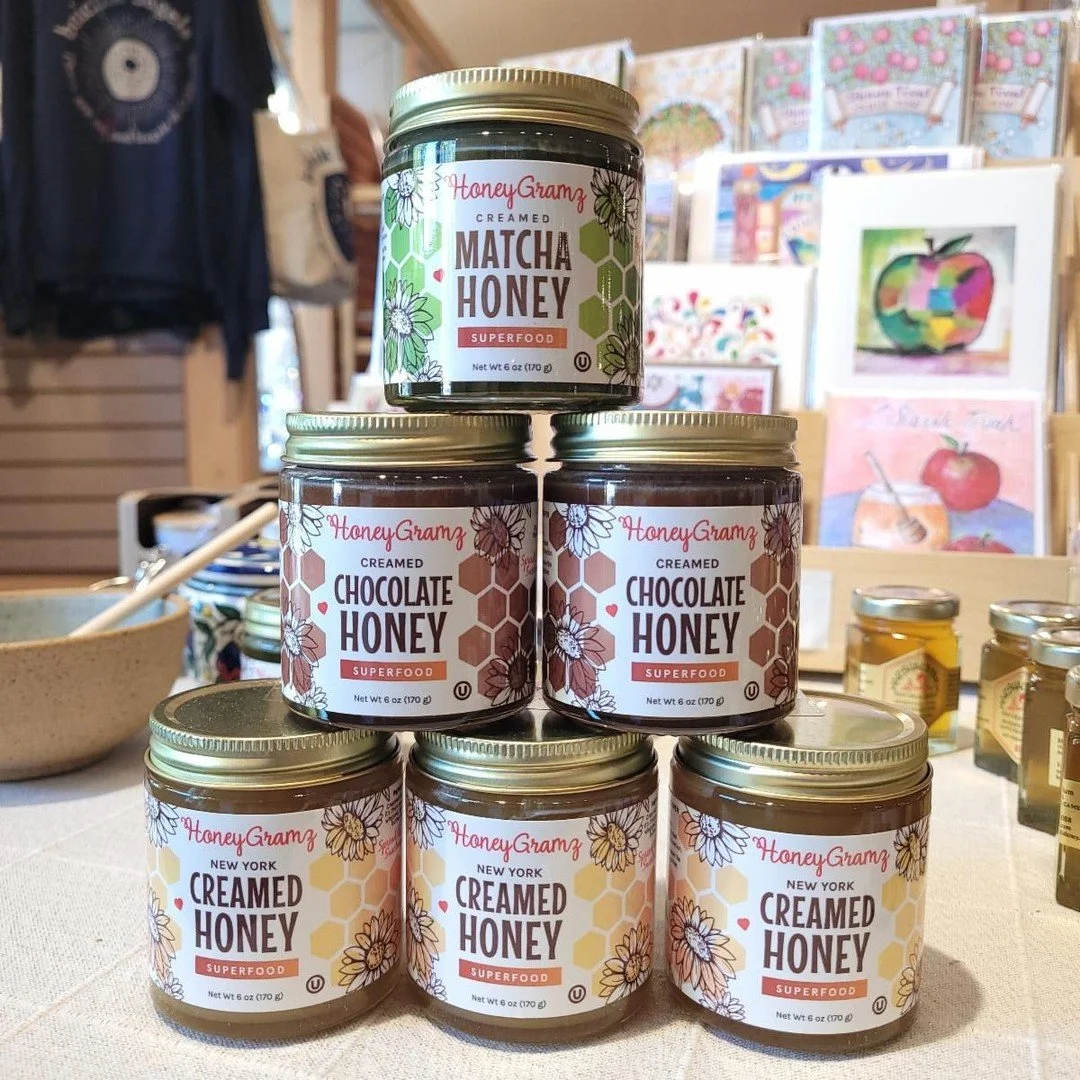 HoneyGramz
CREAMED
MATCHA
HONEY
SUPERFOOD
Net Wt 6 oz (170 g)
U
HoneyGramz
CREAMED
CHOCOLATE
HONEY
SUPERFOOD
Net Wt 6 oz (170 g)
U
HoneyGramz
CREAMED
CHOCOLATE
HONEY
SUPERFOOD
Net Wt 6 oz (170 g)
U
HoneyGramz
NEW YORK
CREAMED
HONEY
SUPERFOOD
Net Wt 6 oz (170 g)
U
HoneyGramz
NEW YORK
CREAMED
HONEY
SUPERFOOD
Net Wt 6 oz (170 g)
U
HoneyGramz
NEW YORK
CREAMED
HONEY
SUPERFOOD
Net Wt 6 oz (170 g)
U